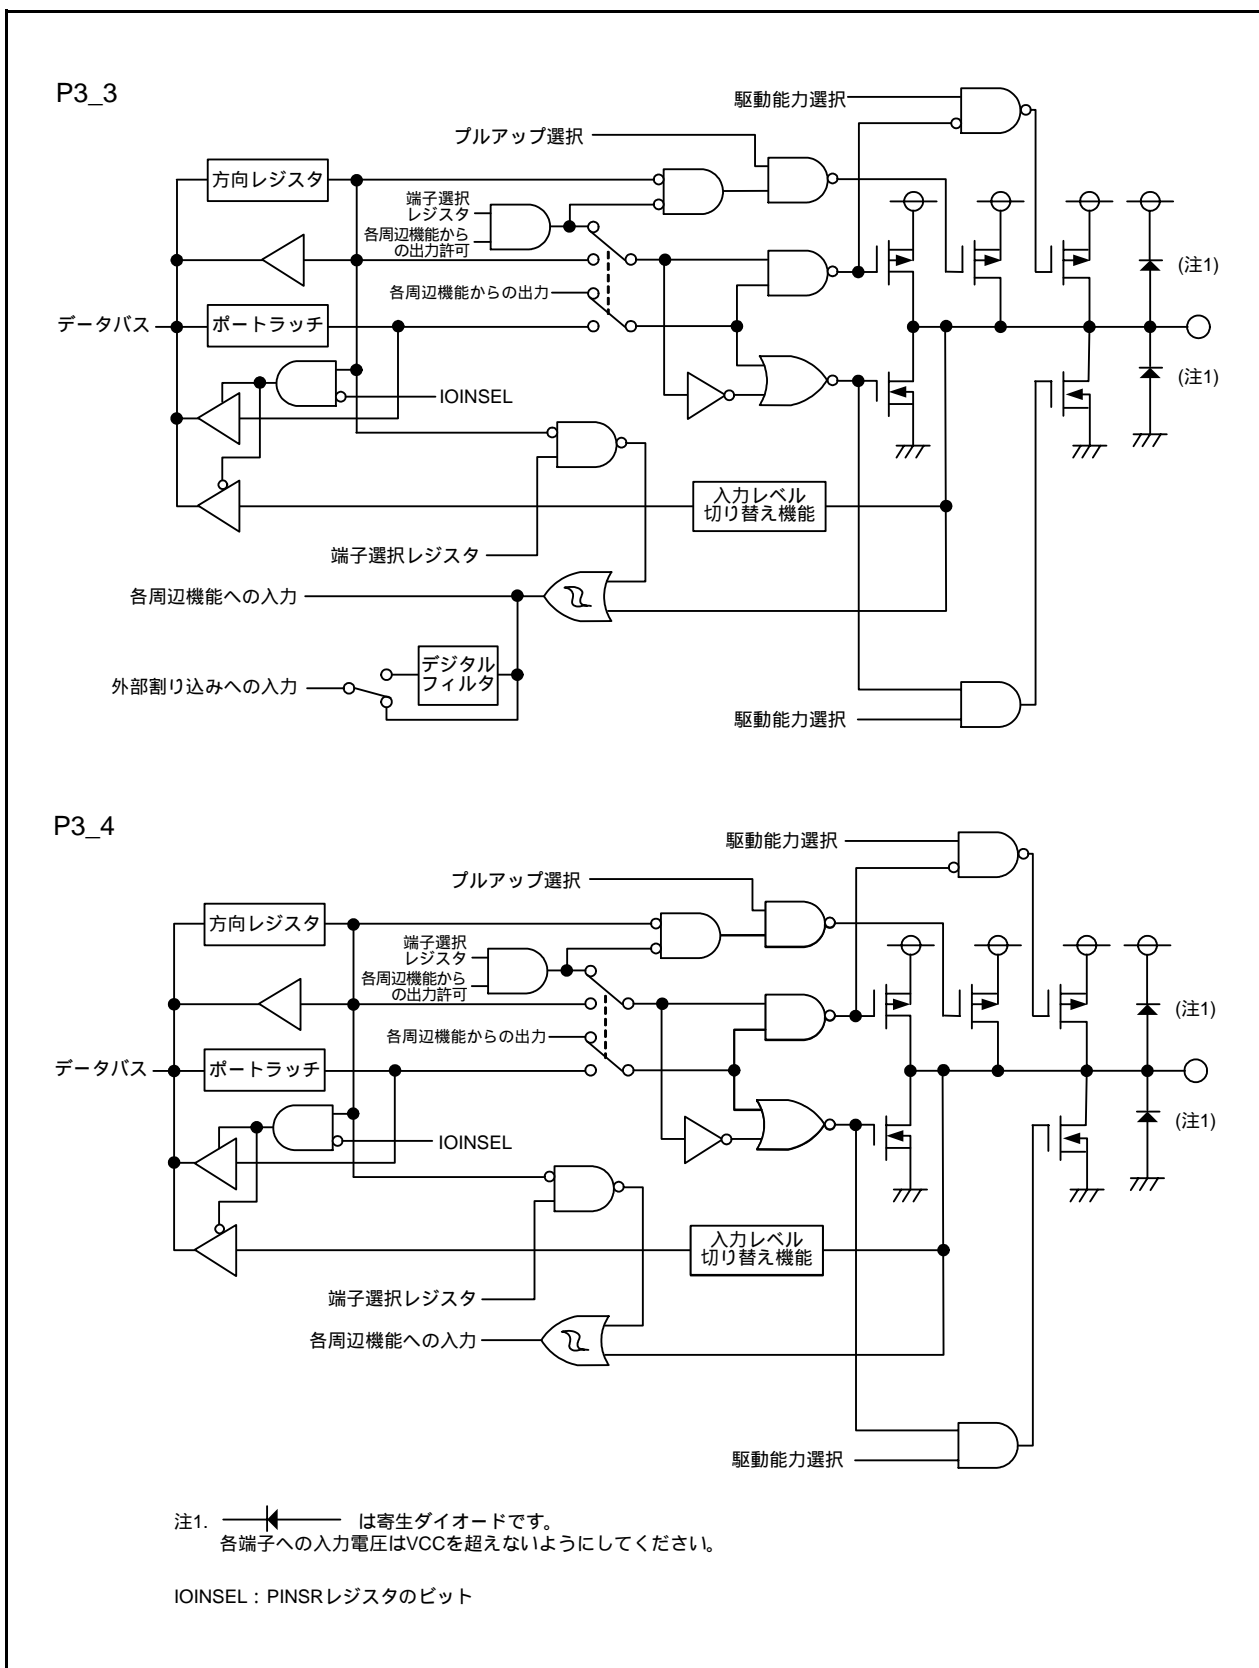 P3_3
駆動能力選択
プルアップ選択
方向レジスタ
端子選択
レジスタ
各周辺機能から
の出力許可
(注1)
各周辺機能からの出力
データバス
ポートラッチ
(注1)
IOINSEL
入力レベル
切り替え機能
端子選択レジスタ
各周辺機能への入力
デジタル
フィルタ
外部割り込みへの入力
駆動能力選択
P3_4
駆動能力選択
プルアップ選択
方向レジスタ
端子選択
レジスタ
各周辺機能から
の出力許可
(注1)
各周辺機能からの出力
データバス
ポートラッチ
(注1)
IOINSEL
入力レベル
切り替え機能
端子選択レジスタ
各周辺機能への入力
駆動能力選択
注1. は寄生ダイオードです。
各端子への入力電圧はVCCを超えないようにしてください。
IOINSEL：PINSRレジスタのビット